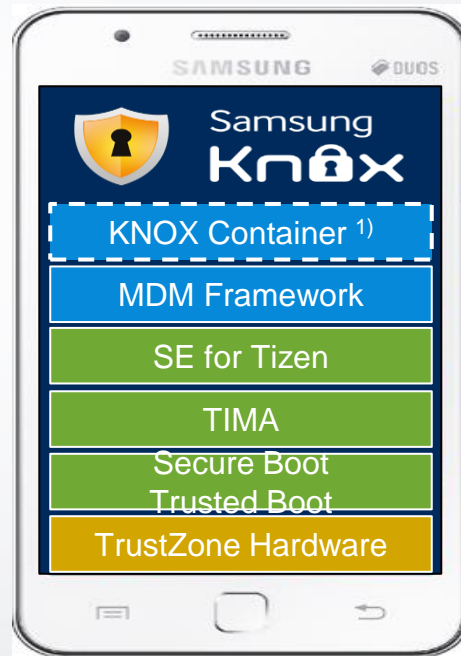 SAMSUNG
DUOS
Samsung
Knox
KNOX Container 1)
MDM Framework
SE for Tizen
TIMA
Secure Boot
Trusted Boot
TrustZone Hardware